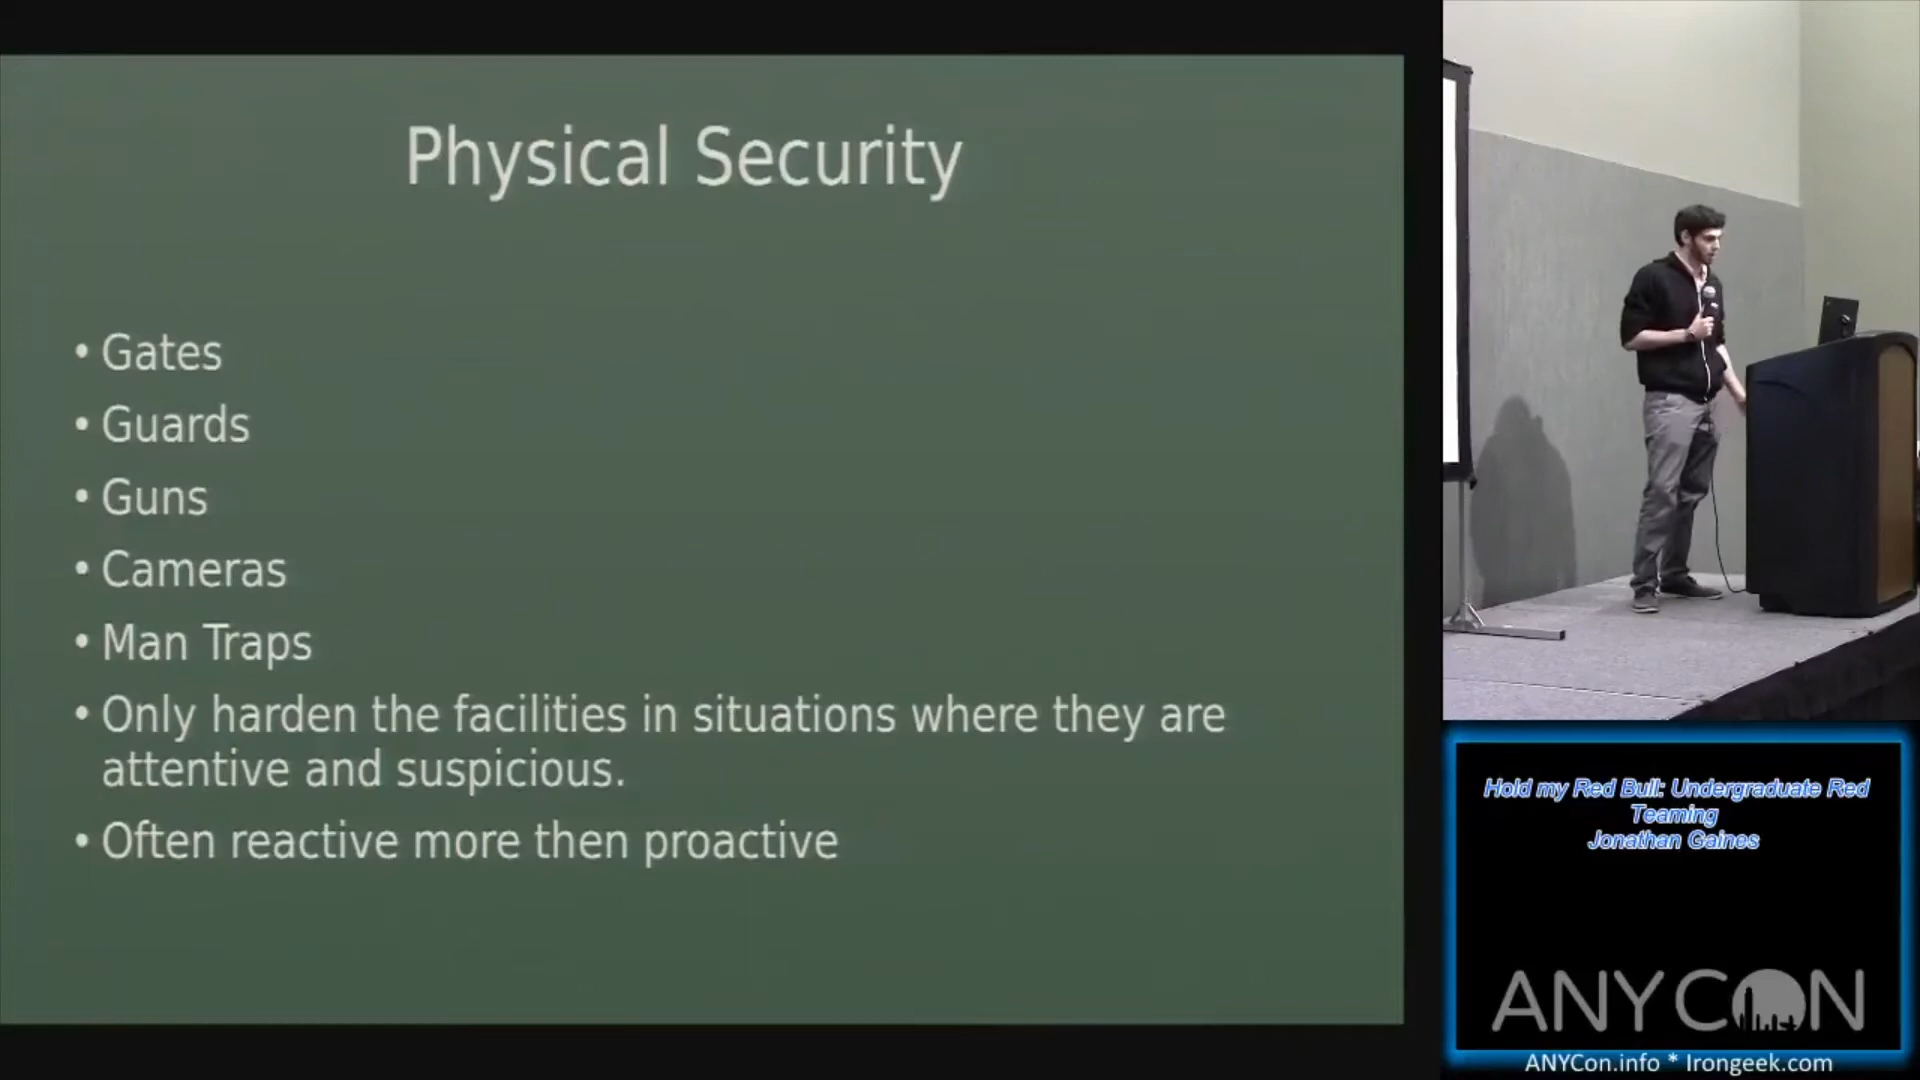 Physical Security
• Gates
• Guards
• Guns
• Cameras
• Man Traps
• Only harden the facilities in situations where they are
attentive and suspicious.
• Often reactive more then proactive
Hold my Red Bull: Undergraduate Red
Teaming
Jonathan Gaines
ANYCON
ANYCon.info * Irongeek.com